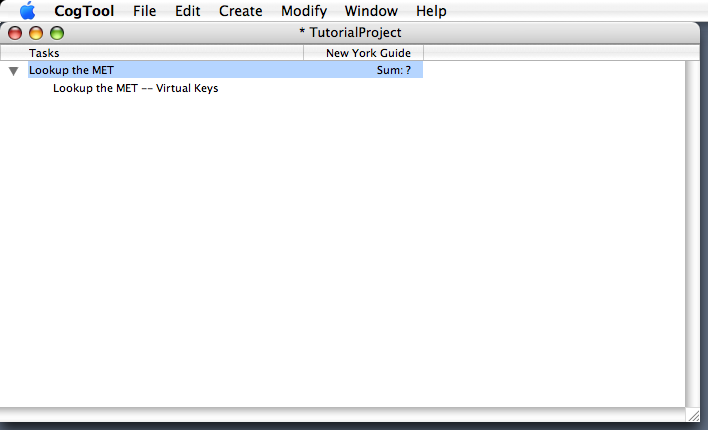 CogTool File Edit Create Modify Window Help
* TutorialProject
Tasks New York Guide
Lookup the MET Sum: ?
Lookup the MET -- Virtual Keys